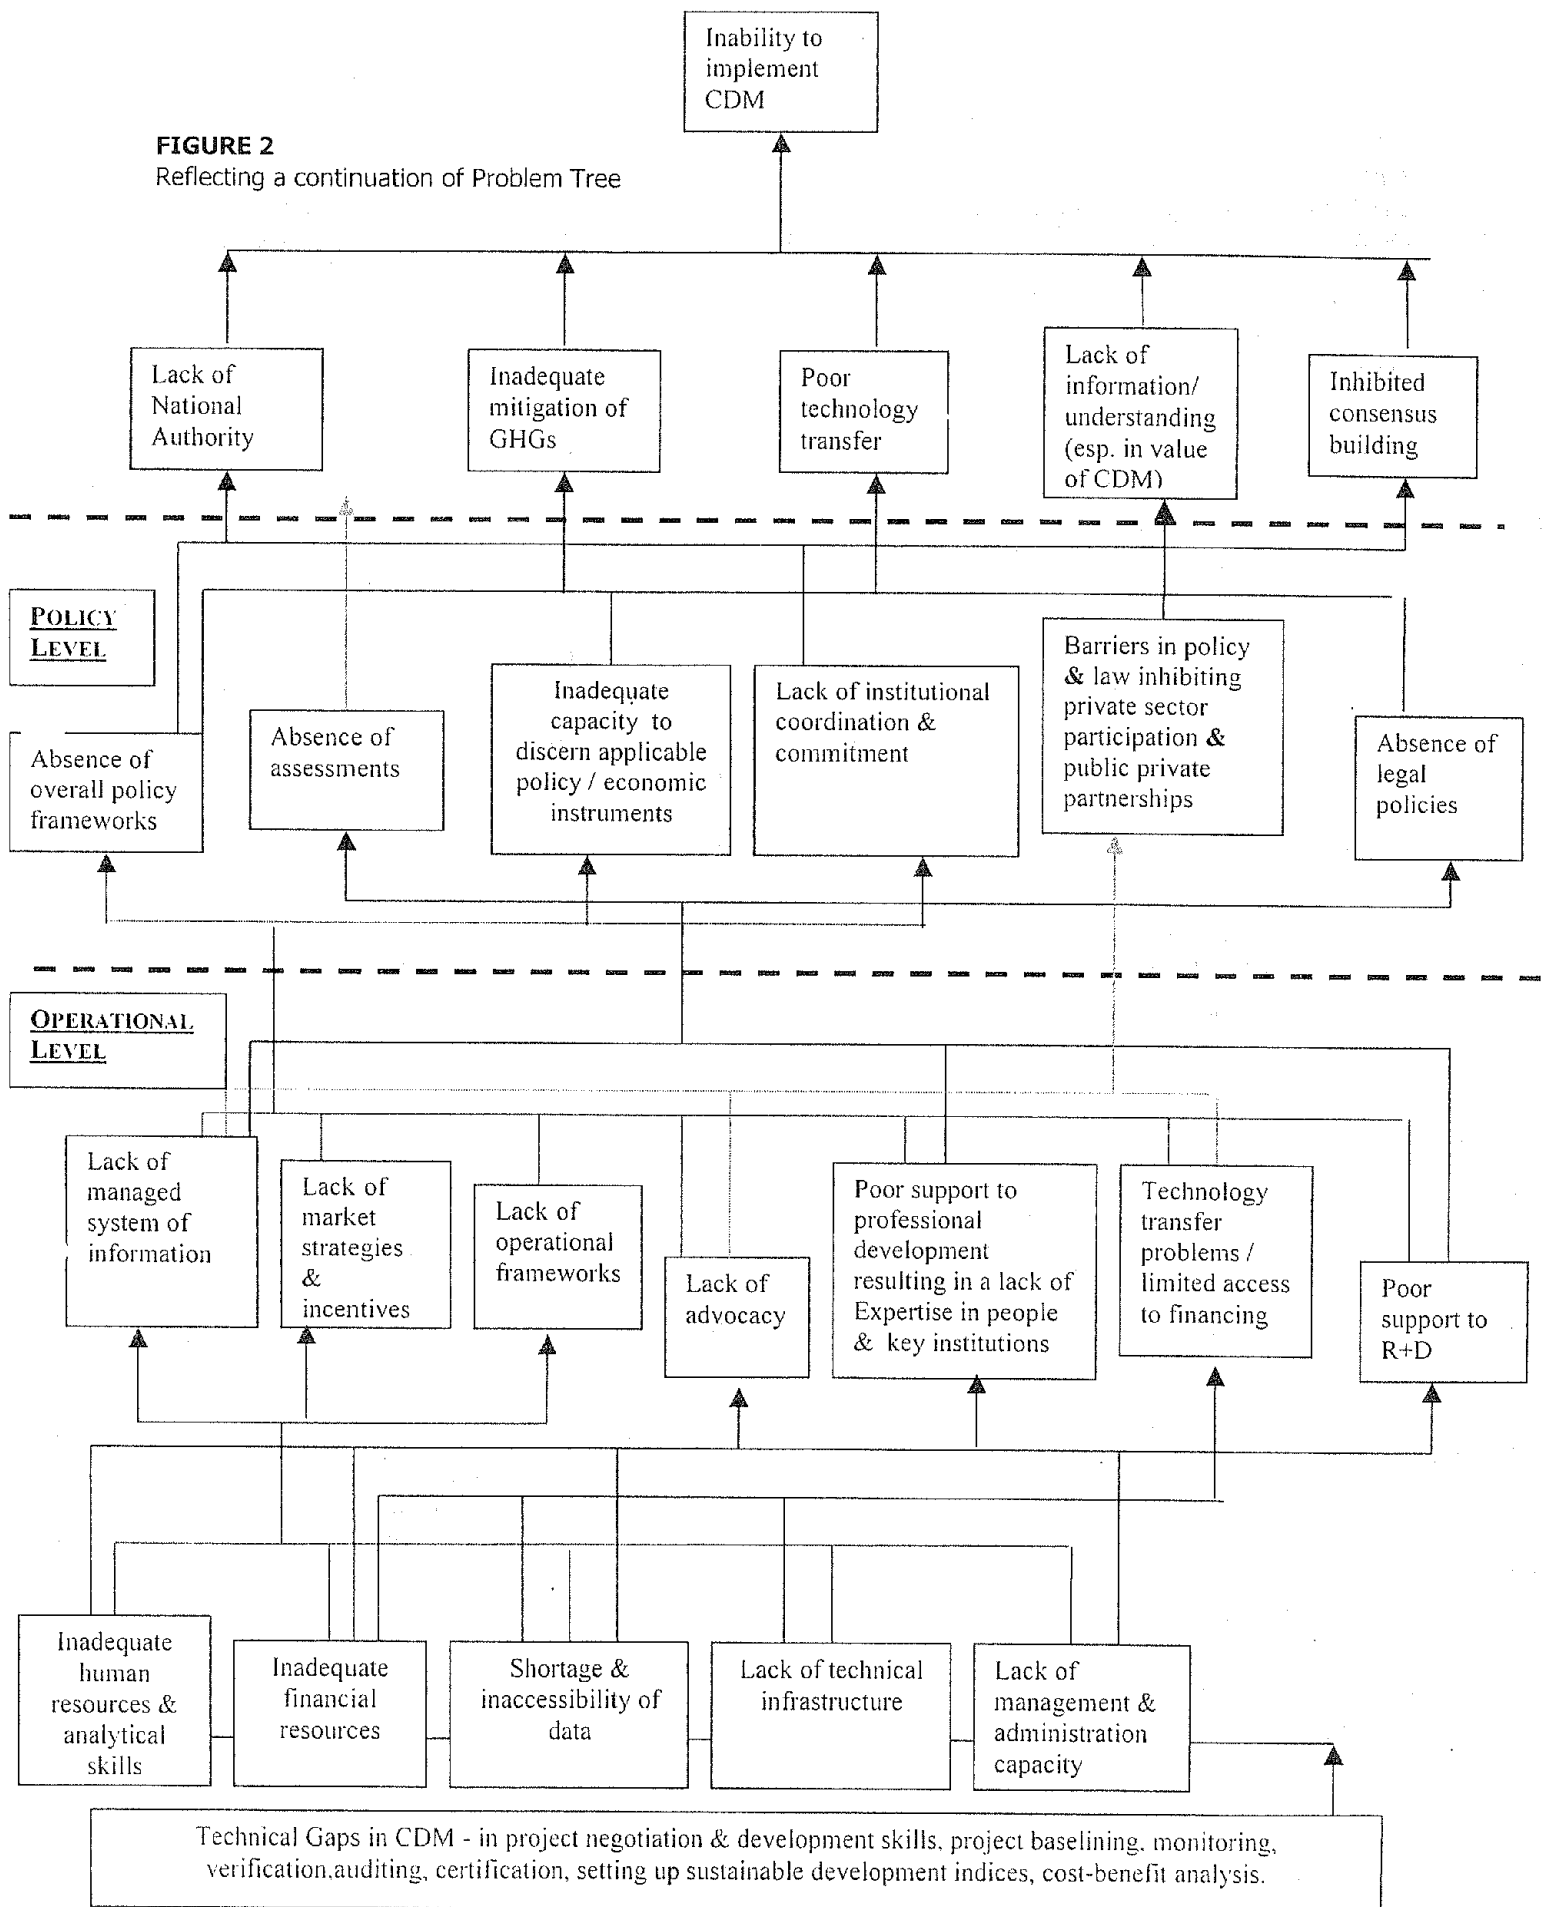 Inability to
implement
CDM
FIGURE 2
Reflecting a continuation of Problem Tree
Lack of
National
Authority
Inadequate
mitigation of
GHGs
Poor
technology
transfer
Lack of
information/
understanding
(esp. in value
of CDM)
Inhibited
consensus
building
POLICY
LEVEL
Absence of
overall policy
frameworks
Absence of
assessments
Inadequate
capacity to
discern applicable
policy / economic
instruments
Lack of institutional
coordination &
commitment
Barriers in policy
& law inhibiting
private sector
participation &
public private
partnerships
Absence of
legal
policies
OPERATIONAL
LEVEL
Lack of
managed
system of
information
Lack of
market
strategies
&
incentives
Lack of
operational
frameworks
Lack of
advocacy
Poor support to
professional
development
resulting in a lack of
Expertise in people
& key institutions
Technology
transfer
problems /
limited access
to financing
Poor
support to
R+D
Inadequate
human
resources &
analytical
skills
Inadequate
financial
resources
Shortage &
inaccessibility of
data
Lack of technical
infrastructure
Lack of
management &
administration
capacity
Technical Gaps in CDM - in project negotiation & development skills, project baselining, monitoring,
verification,auditing, certification, setting up sustainable development indices, cost-benefit analysis.